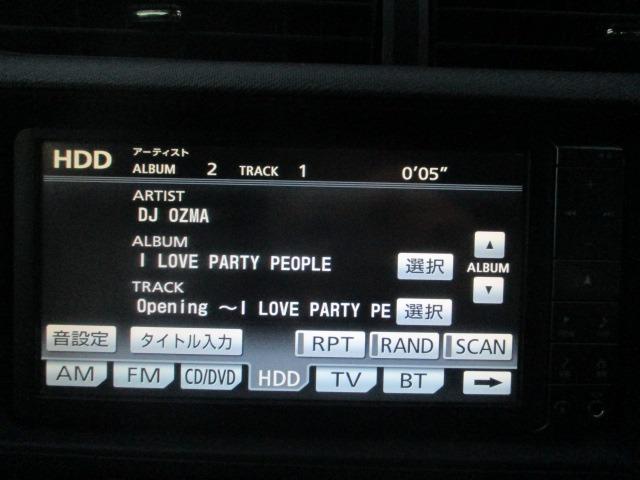 HDD アーティスト
ALBUM 2 TRACK 1 0'05"
ARTIST
DJ OZMA
ALBUM
I LOVE PARTY PEOPLE 選択 ALBUM
TRACK
Opening ～I LOVE PARTY PE 選択
音設定 タイトル入力 RPT RAND SCAN
AM FM CD/DVD HDD TV BT